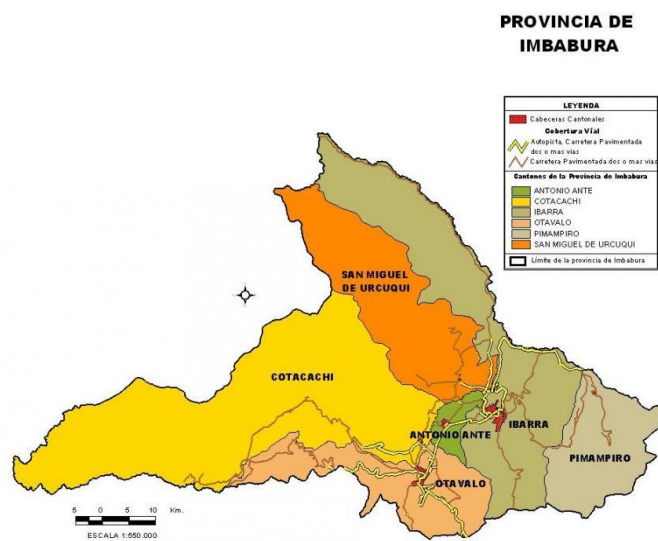 PROVINCIA DE
IMBABURA
LEYENDA
Cabeceras Cantonales
Cobertura Víal
Autopista, Carretera Pavimentada
dos o mas vias
Carretera Pavimentada dos o mas vias
Cantones de la Provincia de Imbabura
ANTONIO ANTE
COTACACHI
IBARRA
OTAVALO
PIMAMPIRO
SAN MIGUEL DE URCUQUI
Límite de la provincia de Imbabura
SAN MIGUEL
DE URCUQUI
COTACACHI
ANTONIO ANTE
IBARRA
PIMAMPIRO
OTAVALO
5 0 5 10 Km.
ESCALA 1:550.000